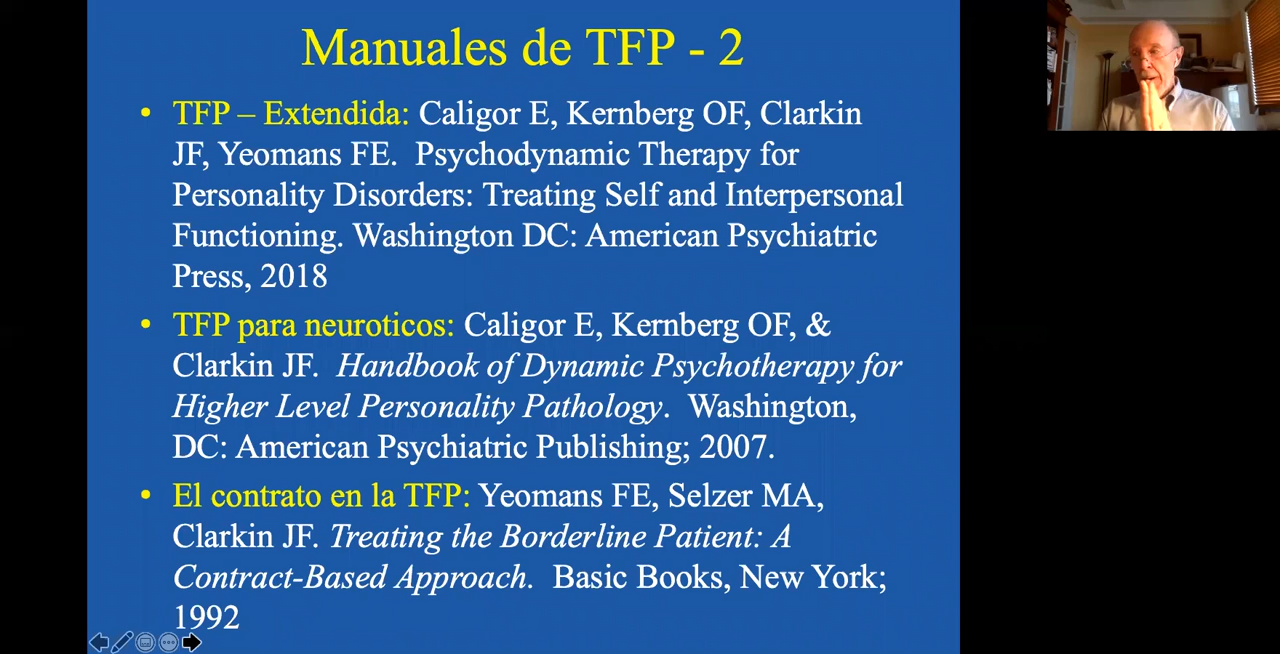 Manuales de TFP - 2
• TFP – Extendida: Caligor E, Kernberg OF, Clarkin
JF, Yeomans FE. Psychodynamic Therapy for
Personality Disorders: Treating Self and Interpersonal
Functioning. Washington DC: American Psychiatric
Press, 2018
• TFP para neuroticos: Caligor E, Kernberg OF, &
Clarkin JF. Handbook of Dynamic Psychotherapy for
Higher Level Personality Pathology. Washington,
DC: American Psychiatric Publishing; 2007.
• El contrato en la TFP: Yeomans FE, Selzer MA,
Clarkin JF. Treating the Borderline Patient: A
Contract-Based Approach. Basic Books, New York;
1992